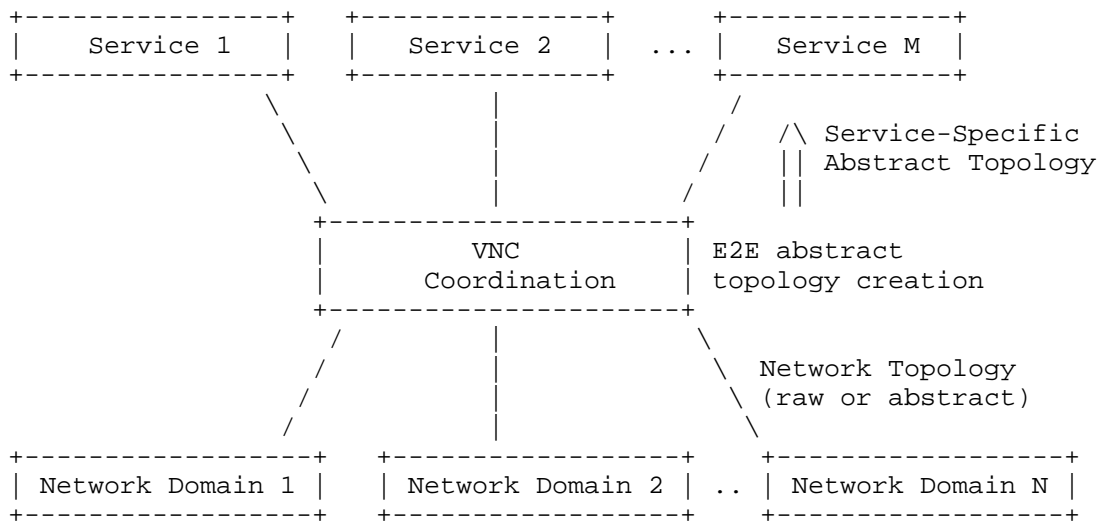 Service 1 Service 2 ... Service M
Service-Specific
Abstract Topology
VNC E2E abstract
Coordination topology creation
Network Topology
(raw or abstract)
Network Domain 1 Network Domain 2 .. Network Domain N